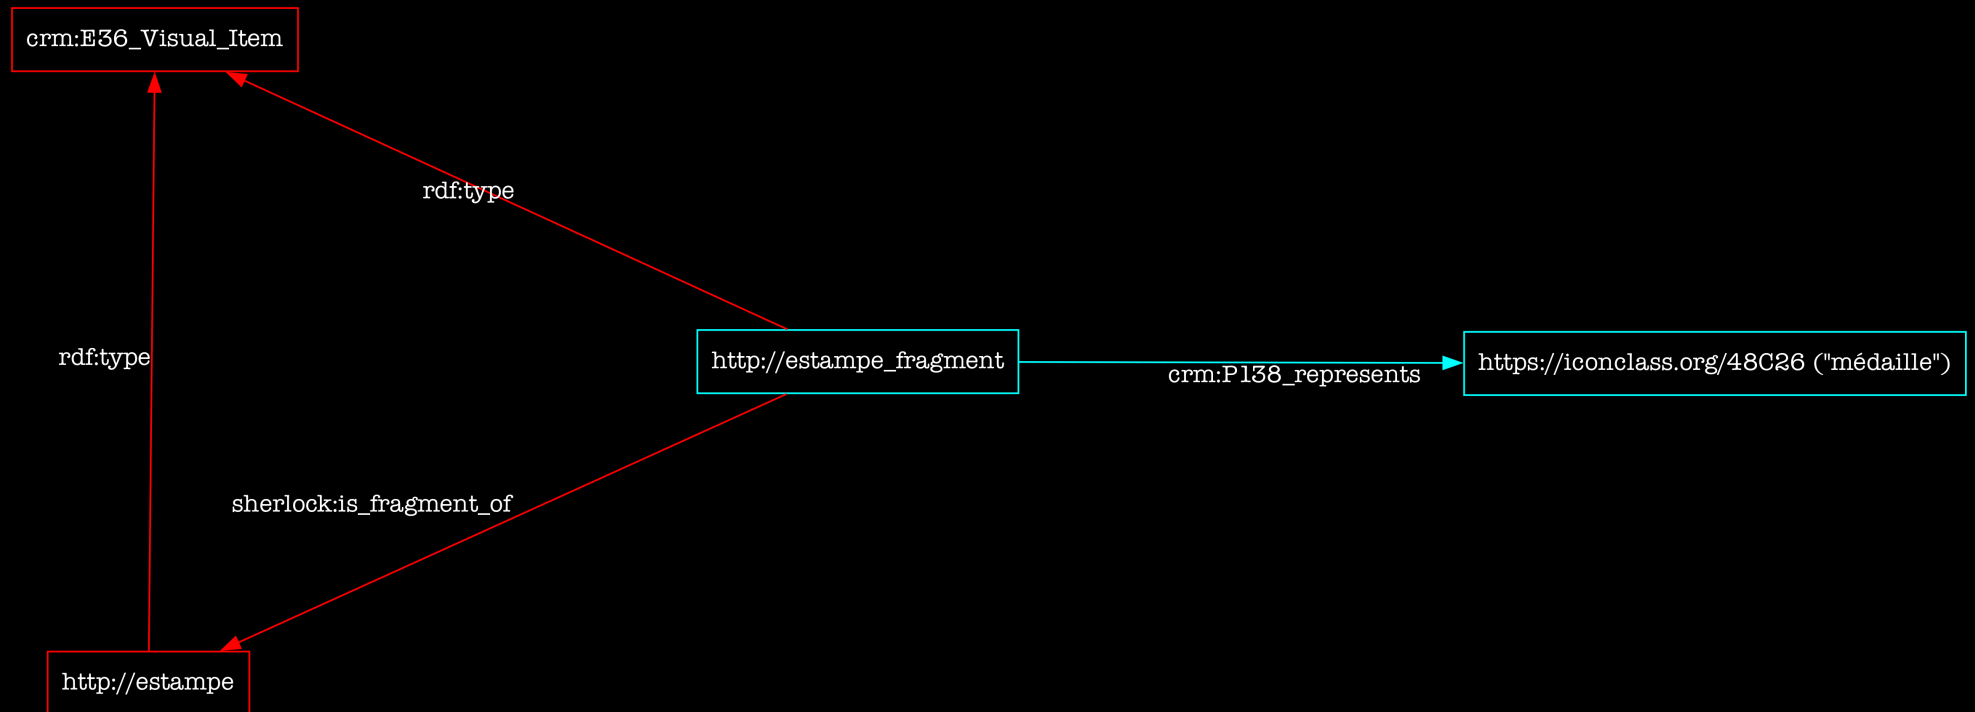 crm:E36_Visual_Item
rdf:type
rdf:type
http://estampe_fragment
https://iconclass.org/48C26 ("médaille")
crm:P138_represents
sherlock:is_fragment_of
http://estampe